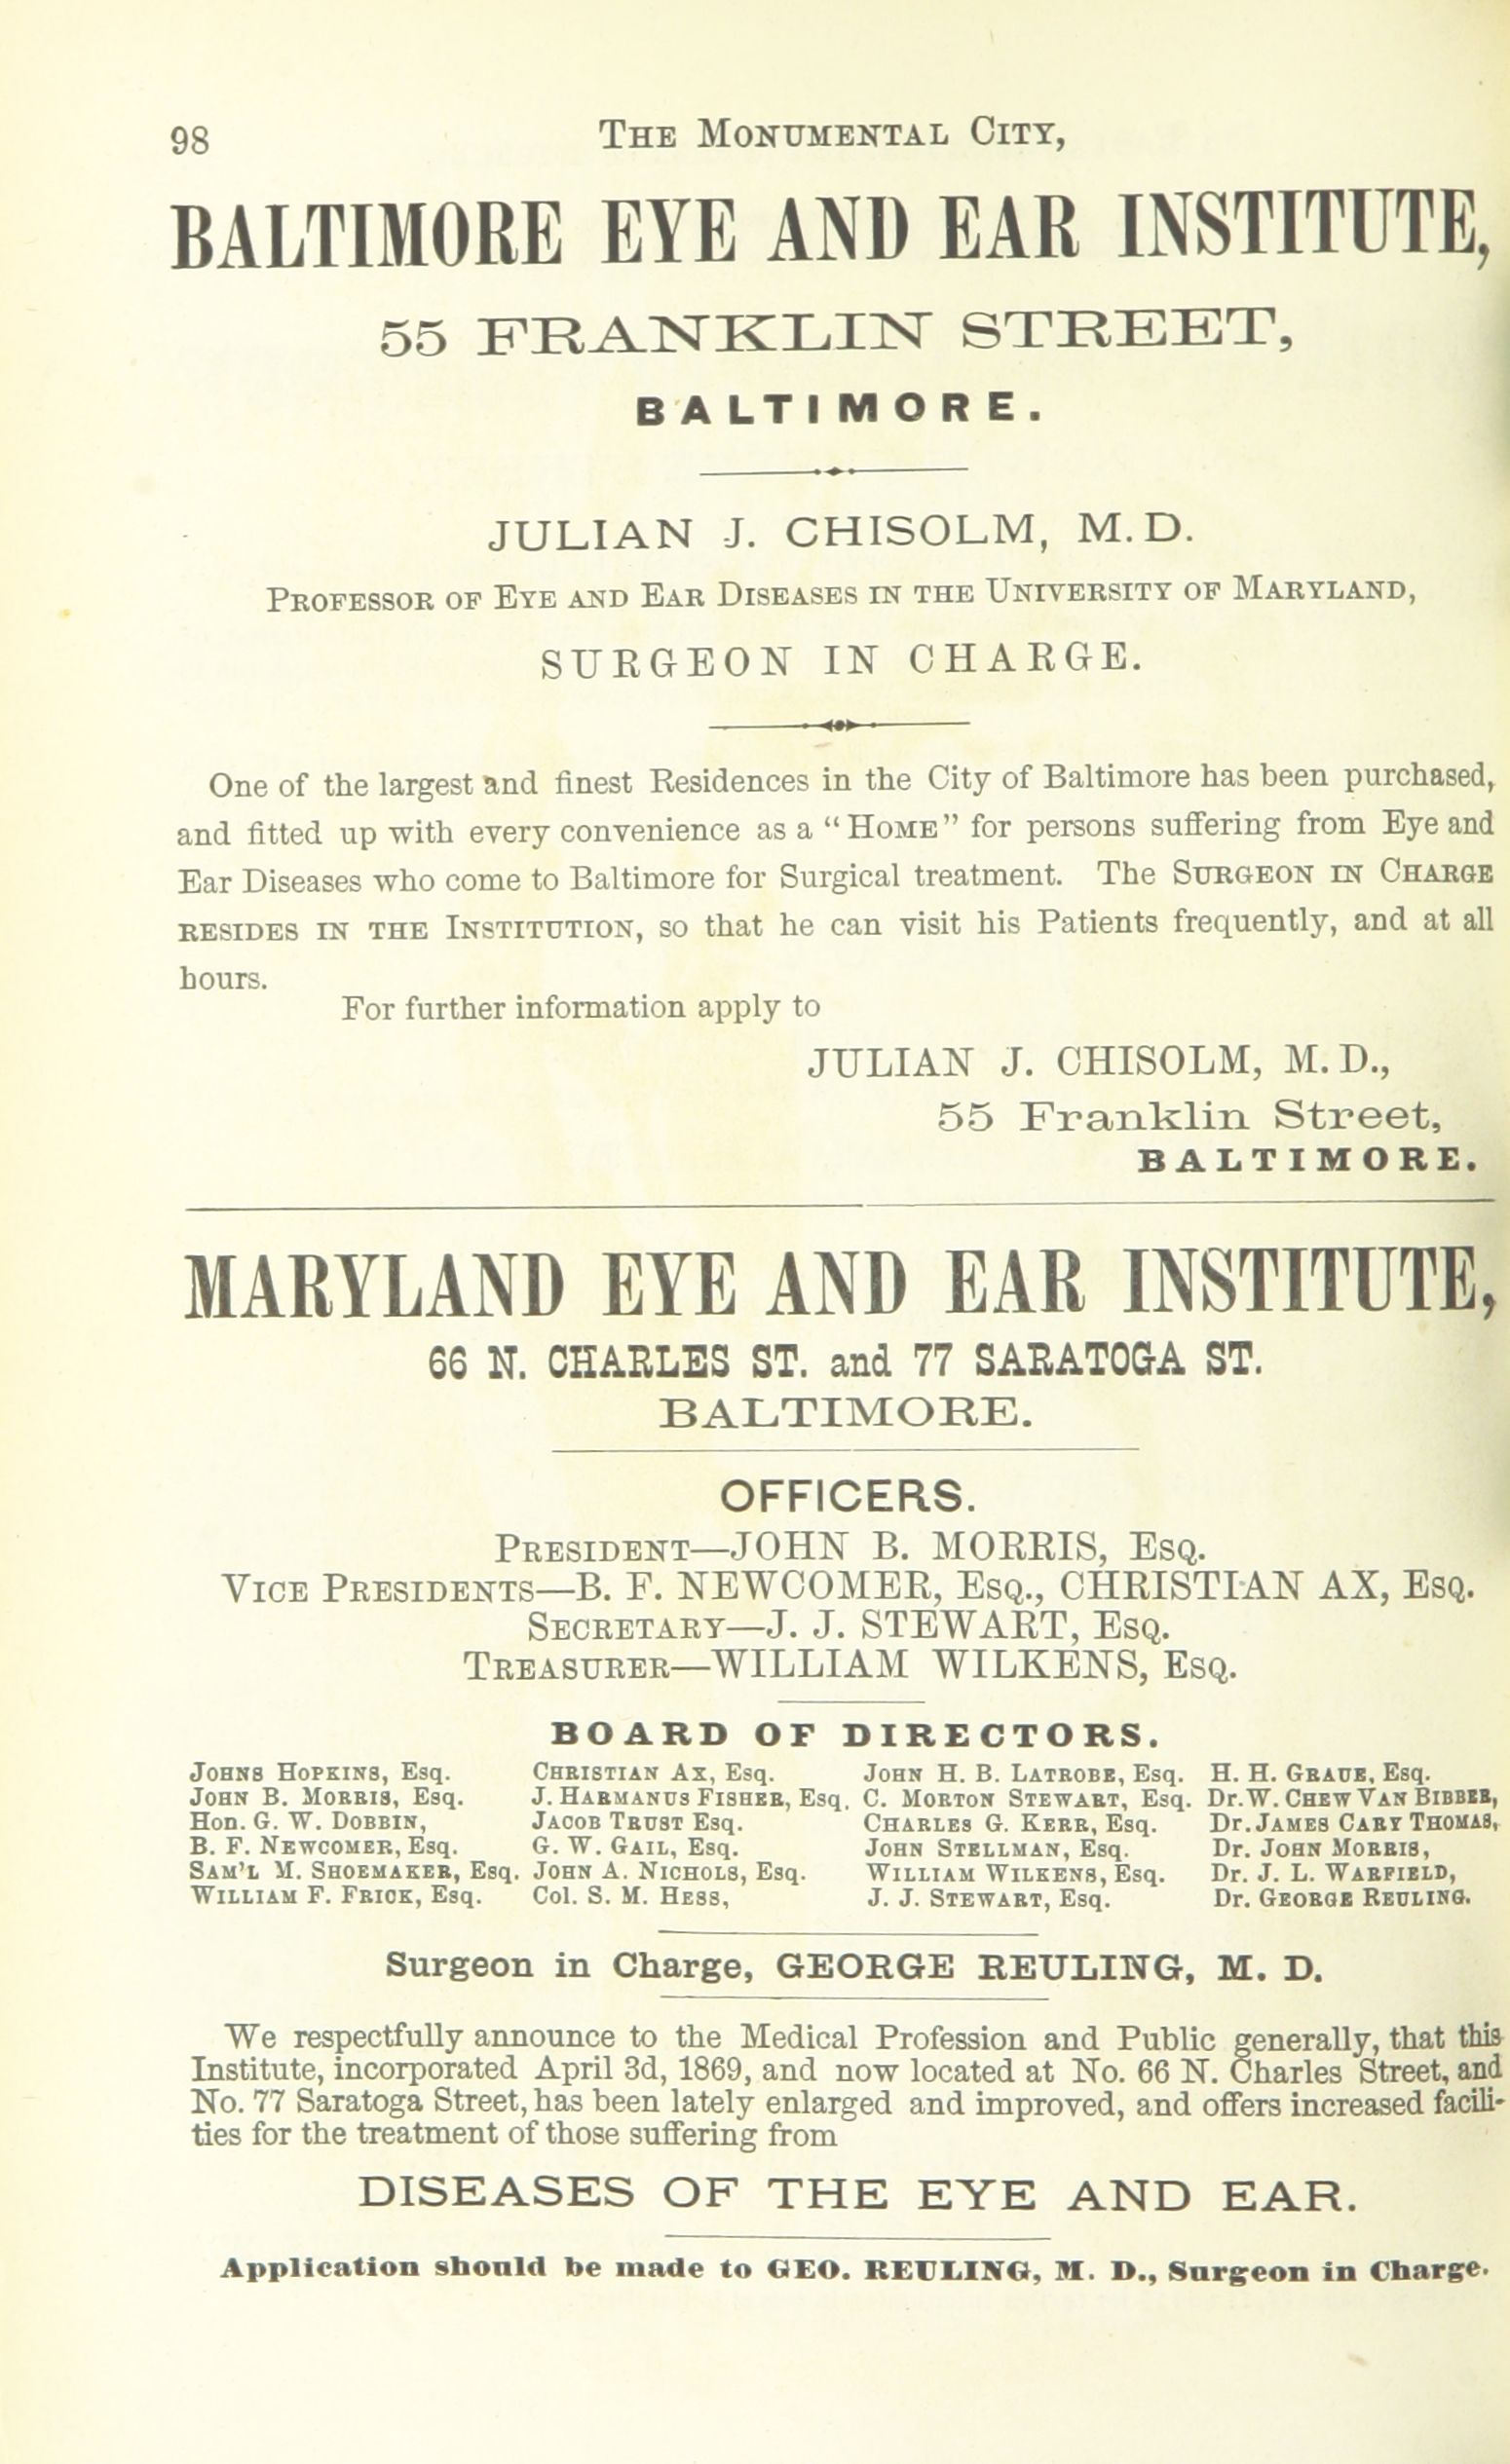 98
THE MONUMENTAL CITY,
BALTIMORE EYE AND EAR INSTITUTE,
55 FRANKLIN STREET,
BALTIMORE.
JULIAN J. CHISOLM, M.D.
PROFESSOR OF EYE AND EAR DISEASES IN THE UNIVERSITY OF MARYLAND,
SURGEON IN CHARGE.
One of the largest and finest Residences in the City of Baltimore has been purchased,
and fitted up with every convenience as a "HOME" for persons suffering from Eye and
Ear Diseases who come to Baltimore for Surgical treatment. The SURGEON IN CHARGE
RESIDES IN THE INSTITUTION, so that he can visit his Patients frequently, and at all
hours.
For further information apply to
JULIAN J. CHISOLM, M.D.,
55 Franklin Street,
BALTIMORE.
MARYLAND EYE AND EAR INSTITUTE,
66 N. CHARLES ST. and 77 SARATOGA ST.
BALTIMORE.
OFFICERS.
PRESIDENT—JOHN B. MORRIS, ESQ.
VICE PRESIDENTS—B. F. NEWCOMER, ESQ., CHRISTIAN AX, ESQ.
SECRETARY—J. J. STEWART, ESQ.
TREASURER—WILLIAM WILKENS, ESQ.
BOARD OF DIRECTORS.
JOHNS HOPKINS, Esq. CHRISTIAN AX, Esq. JOHN H. B. LATROBE, Esq. H. H. GRAUE, Esq.
JOHN B. MORRIS, Esq. J. HARMANUS FISHER, Esq. C. MORTON STEWART, Esq. Dr. W. CHEW VAN BIBBER,
Hon. G. W. DOBBIN, JACOB TRUST Esq. CHARLES G. KERR, Esq. Dr. JAMES CARY THOMAS,
B. F. NEWCOMER, Esq. G. W. GAIL, Esq. JOHN STELLMAN, Esq. Dr. JOHN MORRIS,
SAM'L M. SHOEMAKER, Esq. JOHN A. NICHOLS, Esq. WILLIAM WILKENS, Esq. Dr. J. L. WARFIELD,
WILLIAM F. FRICK, Esq. Col. S. M. HESS, J. J. STEWART, Esq. Dr. GEORGE REULING.
Surgeon in Charge, GEORGE REULING, M. D.
We respectfully announce to the Medical Profession and Public generally, that this
Institute, incorporated April 3d, 1869, and now located at No. 66 N. Charles Street, and
No. 77 Saratoga Street, has been lately enlarged and improved, and offers increased facili-
ties for the treatment of those suffering from
DISEASES OF THE EYE AND EAR.
Application should be made to GEO. REULING, M. D., Surgeon in Charge.